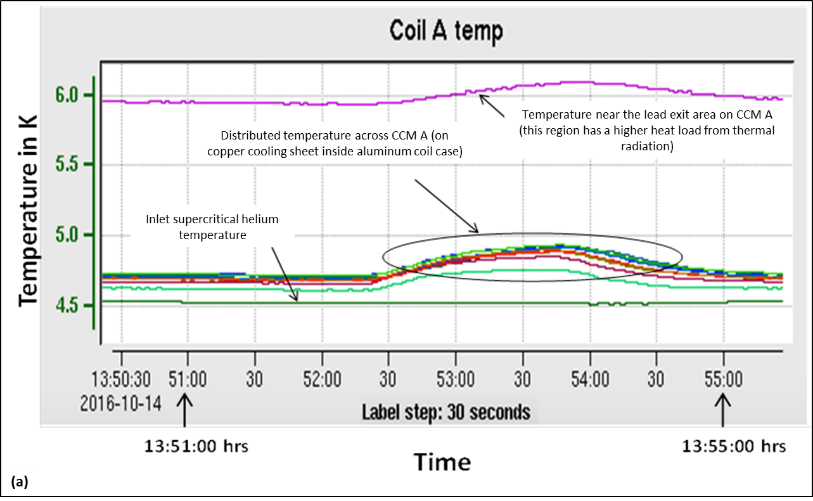 Coil A temp
Temperature in K
6.0
5.5
5.0
4.5
Temperature near the lead exit area on CCM A
(this region has a higher heat load from thermal
radiation)
Distributed temperature across CCM A (on
copper cooling sheet inside aluminum coil case)
Inlet supercritical helium
temperature
13:50:30 51:00 30 52:00 30 53:00 30 54:00 30 55:00
2016-10-14
Label step: 30 seconds
13:51:00 hrs
13:55:00 hrs
Time
(a)